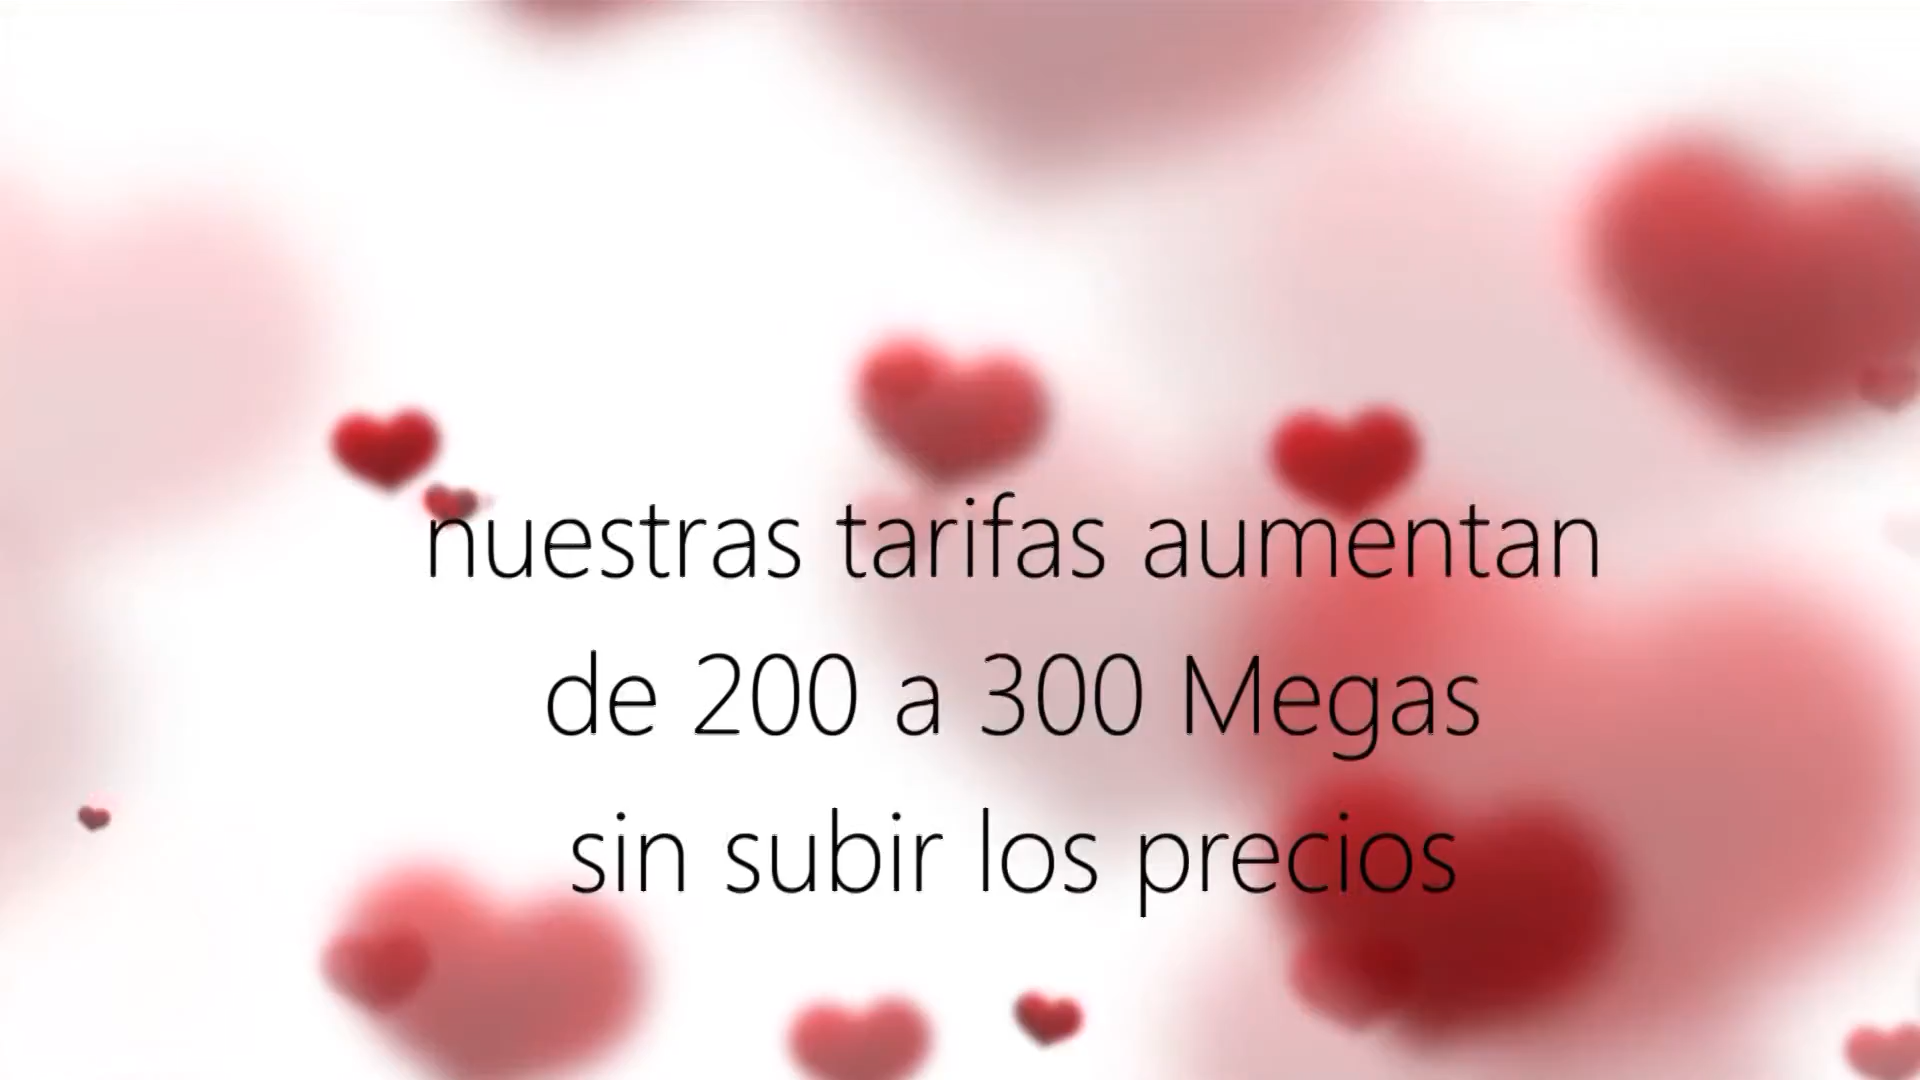 nuestras tarifas aumentan
de 200 a 300 Megas
sin subir los precios